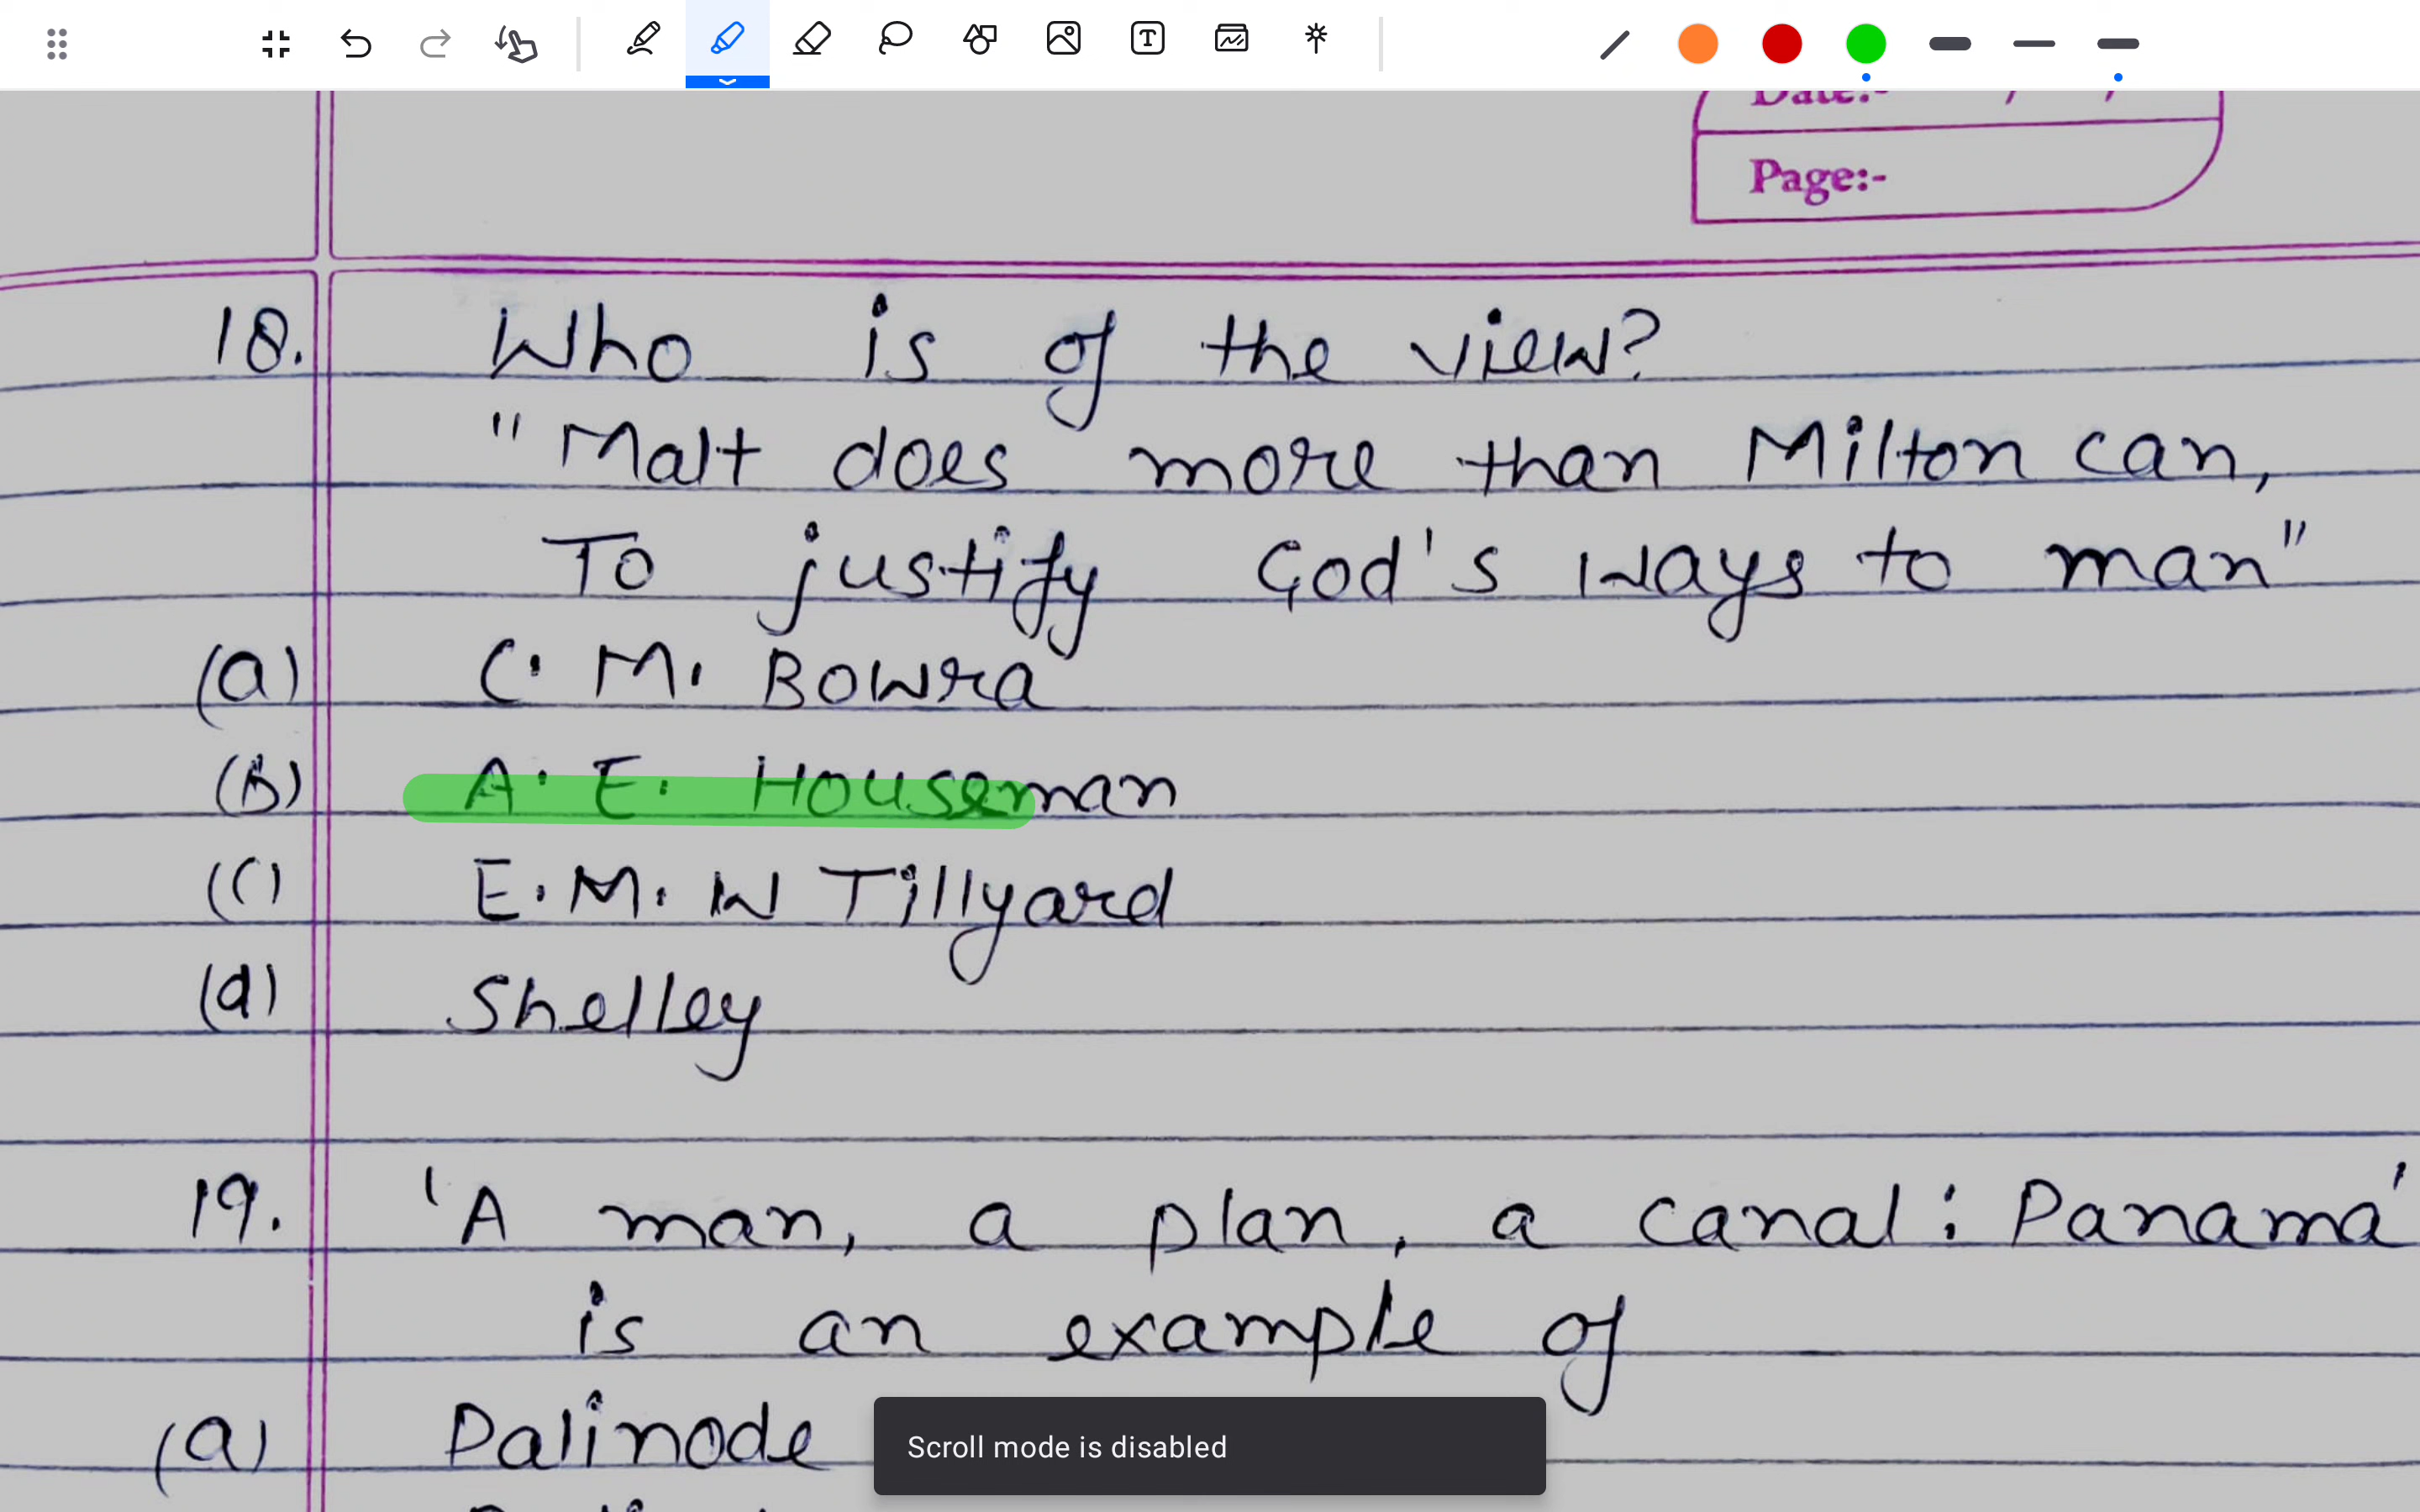 Date:- / /
Page:-
18. Who is of the view?
"Malt does more than Milton can,
To justify God's ways to man"
(a) C. M. Bowra
(B) A. E. Houseman
(C) E. M. W Tillyard
(d) Shelley
19. 'A man, a plan, a canal : Panama'
is an example of
(a) Palinode
Scroll mode is disabled